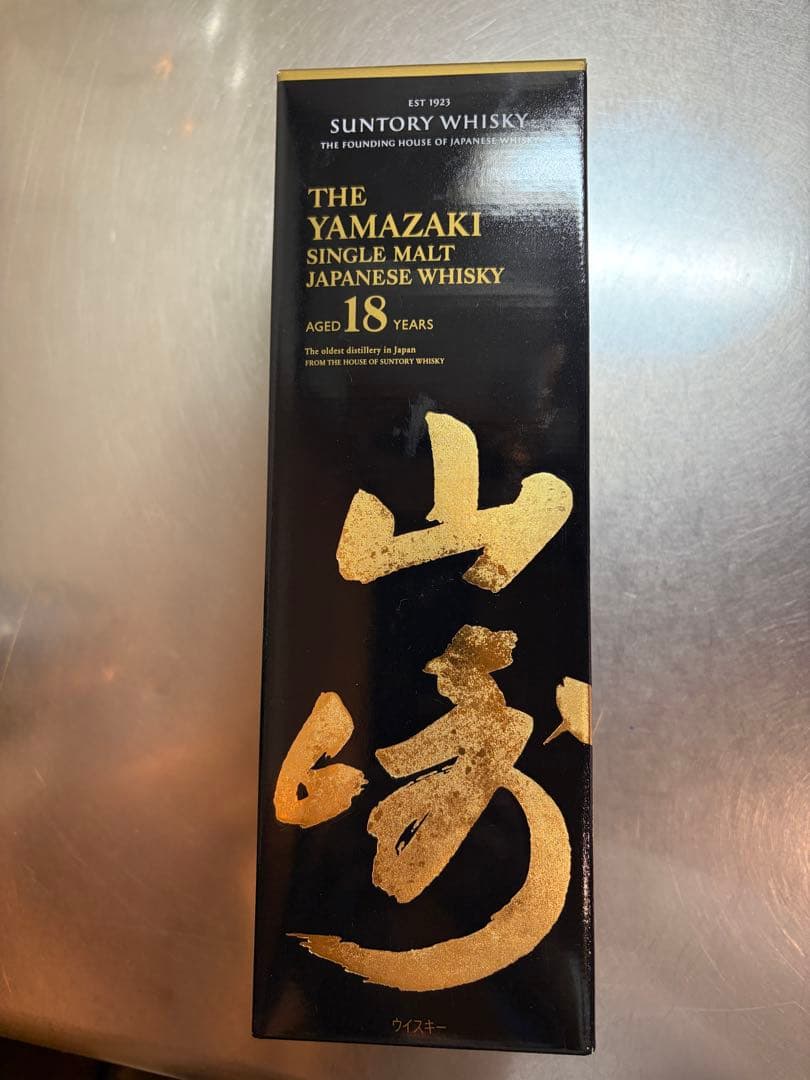 EST 1923
SUNTORY WHISKY
THE FOUNDING HOUSE OF JAPANESE WHISKY
THE
YAMAZAKI
SINGLE MALT
JAPANESE WHISKY
AGED 18 YEARS
The oldest distillery in Japan
FROM THE HOUSE OF SUNTORY WHISKY
山
崎
ウイスキー